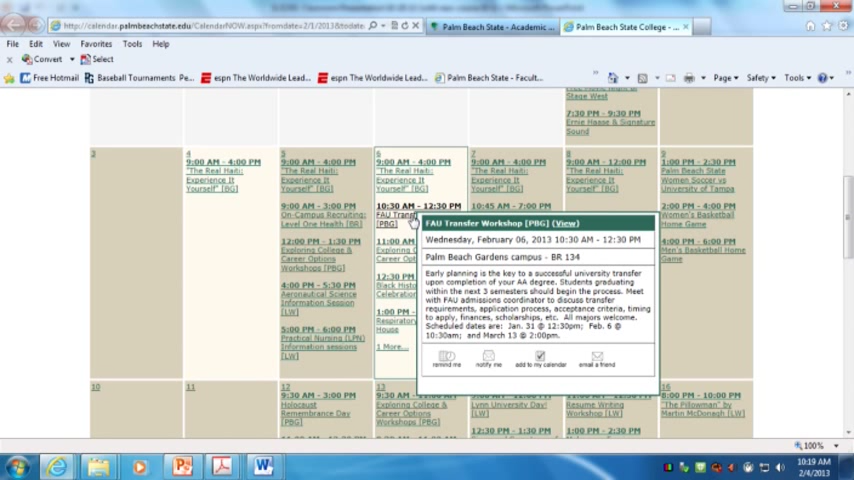 http://calendar.palmbeachstate.edu/CalendarNOW.aspx?fromdate=2/1/2013&todate
Palm Beach State - Academic ...
Palm Beach State College - ...
File Edit View Favorites Tools Help
x Convert Select
Free Hotmail
Baseball Tournaments Pe...
espn The Worldwide Lead...
espn The Worldwide Lead...
Palm Beach State - Facult...
Page Safety Tools
Stage West
7:30 PM - 9:30 PM
Ernie Haase & Signature
Sound
3
4
9:00 AM - 4:00 PM
"The Real Haiti:
Experience It
Yourself" [BG]
5
9:00 AM - 4:00 PM
"The Real Haiti:
Experience It
Yourself" [BG]
9:00 AM - 3:00 PM
On-Campus Recruiting:
Level One Health [BR]
12:00 PM - 1:30 PM
Exploring College &
Career Options
Workshops [PBG]
4:00 PM - 5:30 PM
Aeronautical Science
Information Session
[LW]
5:00 PM - 6:00 PM
Practical Nursing (LPN)
Information sessions
[LW]
6
9:00 AM - 4:00 PM
"The Real Haiti:
Experience It
Yourself" [BG]
10:30 AM - 12:30 PM
FAU Transf
[PBG]
11:00 AM
Exploring C
Career Opt
12:30 PM
Black Histo
Celebration
1:00 PM -
Respiratory
House
1 More...
7
9:00 AM - 4:00 PM
"The Real Haiti:
Experience It
Yourself" [BG]
10:45 AM - 7:00 PM
8
9:00 AM - 12:00 PM
"The Real Haiti:
Experience It
Yourself" [BG]
9
1:00 PM - 2:30 PM
Palm Beach State
Women Soccer vs
University of Tampa
2:00 PM - 4:00 PM
Women's Basketball
Home Game
4:00 PM - 6:00 PM
Men's Basketball Home
Game
FAU Transfer Workshop [PBG] (View)
Wednesday, February 06, 2013 10:30 AM - 12:30 PM
Palm Beach Gardens campus - BR 134
Early planning is the key to a successful university transfer
upon completion of your AA degree. Students graduating
within the next 3 semesters should begin the process. Meet
with FAU admissions coordinator to discuss transfer
requirements, application process, acceptance criteria, timing
to apply, finances, scholarships, etc. All majors welcome.
Scheduled dates are: Jan. 31 @ 12:30pm; Feb. 6 @
10:30am; and March 13 @ 2:00pm.
remind me notify me add to my calendar email a friend
10
11
12
9:30 AM - 3:00 PM
Holocaust
Remembrance Day
[PBG]
13
Exploring College &
Career Options
Workshops [PBG]
Lynn University Day!
[LW]
12:30 PM - 1:30 PM
Resume Writing
Workshop [LW]
1:00 PM - 2:30 PM
16
8:00 PM - 10:00 PM
"The Pillowman" by
Martin McDonagh [LW]
100%
10:19 AM
2/4/2013